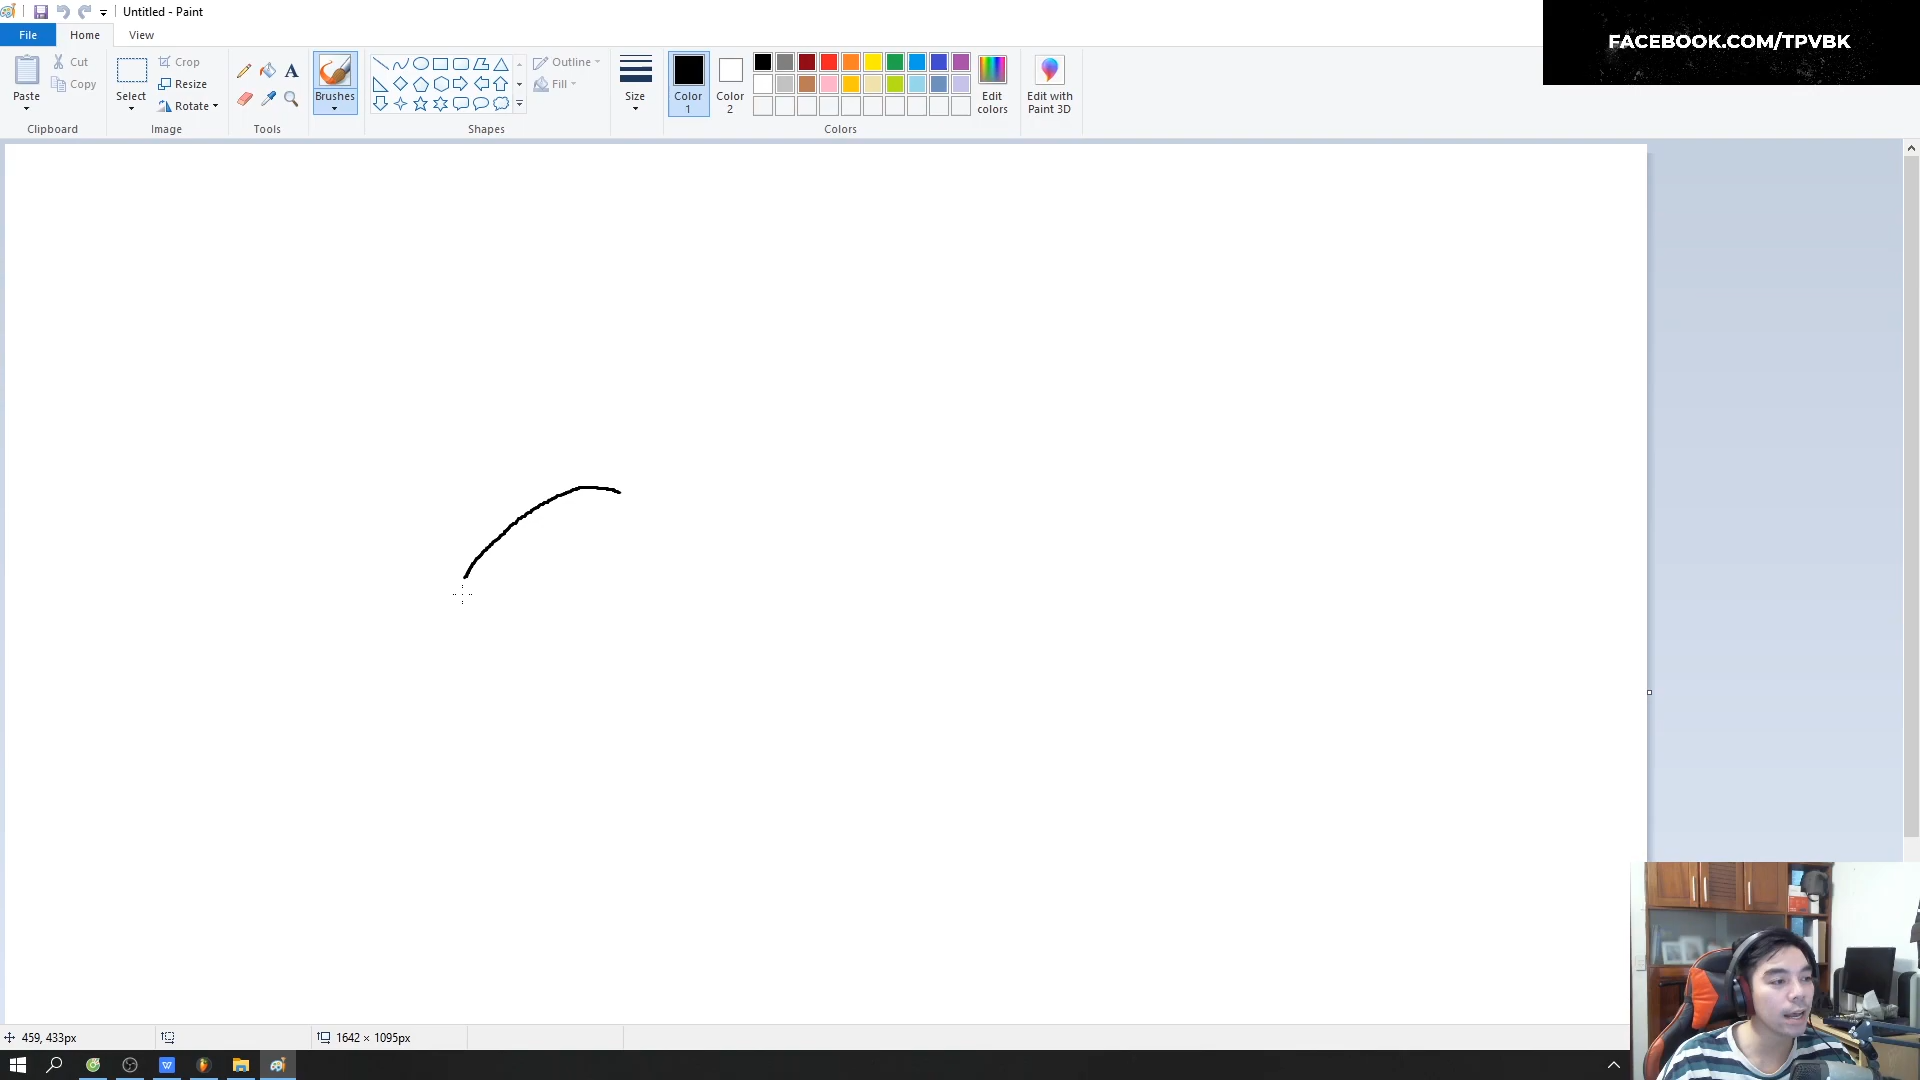 Untitled - Paint
FACEBOOK.COM/TPVBK
File
Home
View
Paste
Cut
Copy
Clipboard
Select
Crop
Resize
Rotate
Image
A
Tools
Brushes
Shapes
Outline
Fill
Size
Color
1
Color
2
Colors
Edit
colors
Edit with
Paint 3D
459, 433px
1642 × 1095px
W